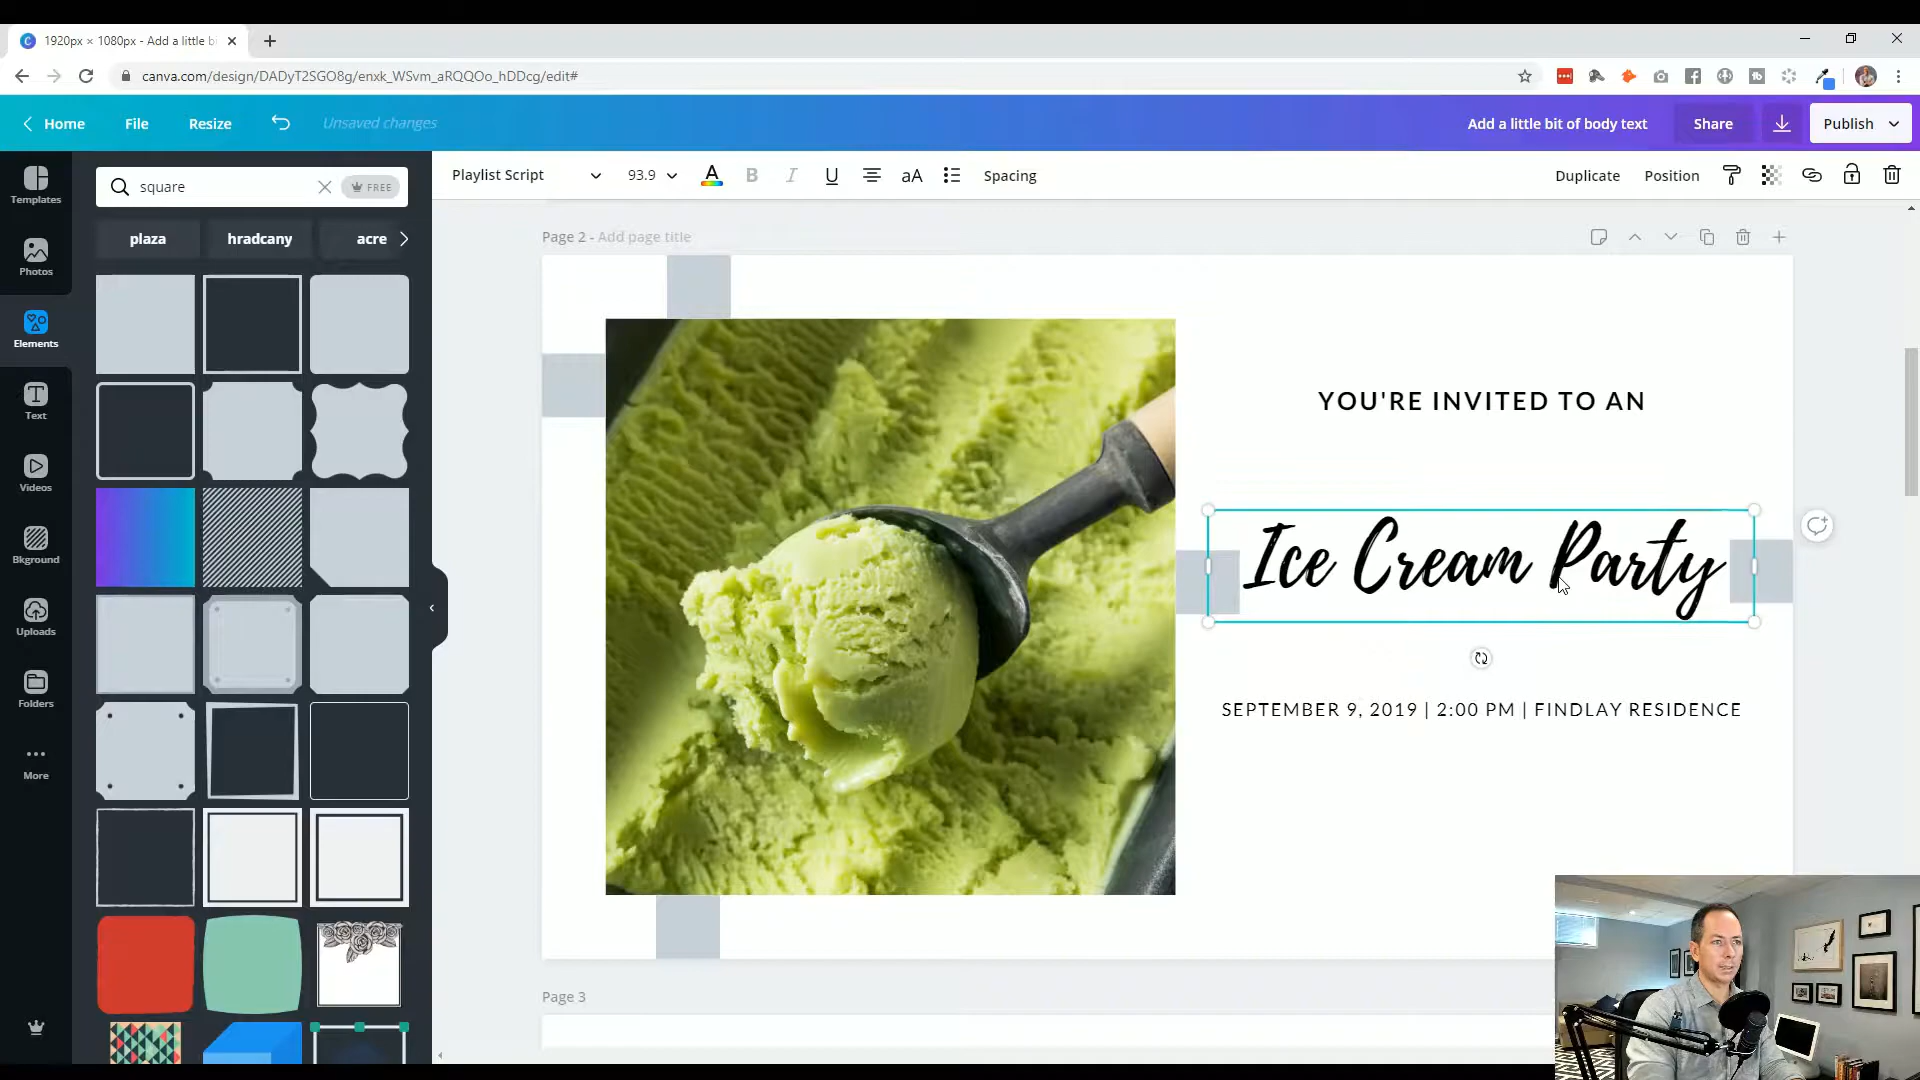 1920px × 1080px - Add a little bi
canva.com/design/DADyT2SGO8g/enxk_WSvm_aRQQOo_hDDcg/edit#
Home
File
Resize
Unsaved changes
Add a little bit of body text
Share
Publish
Templates
Photos
Elements
Text
Videos
Bkground
Uploads
Folders
More
square
FREE
plaza
hradcany
acre
Playlist Script
93.9
A
B
I
U
aA
Spacing
Duplicate
Position
Page 2 - Add page title
YOU'RE INVITED TO AN
Ice Cream Party
SEPTEMBER 9, 2019 | 2:00 PM | FINDLAY RESIDENCE
Page 3